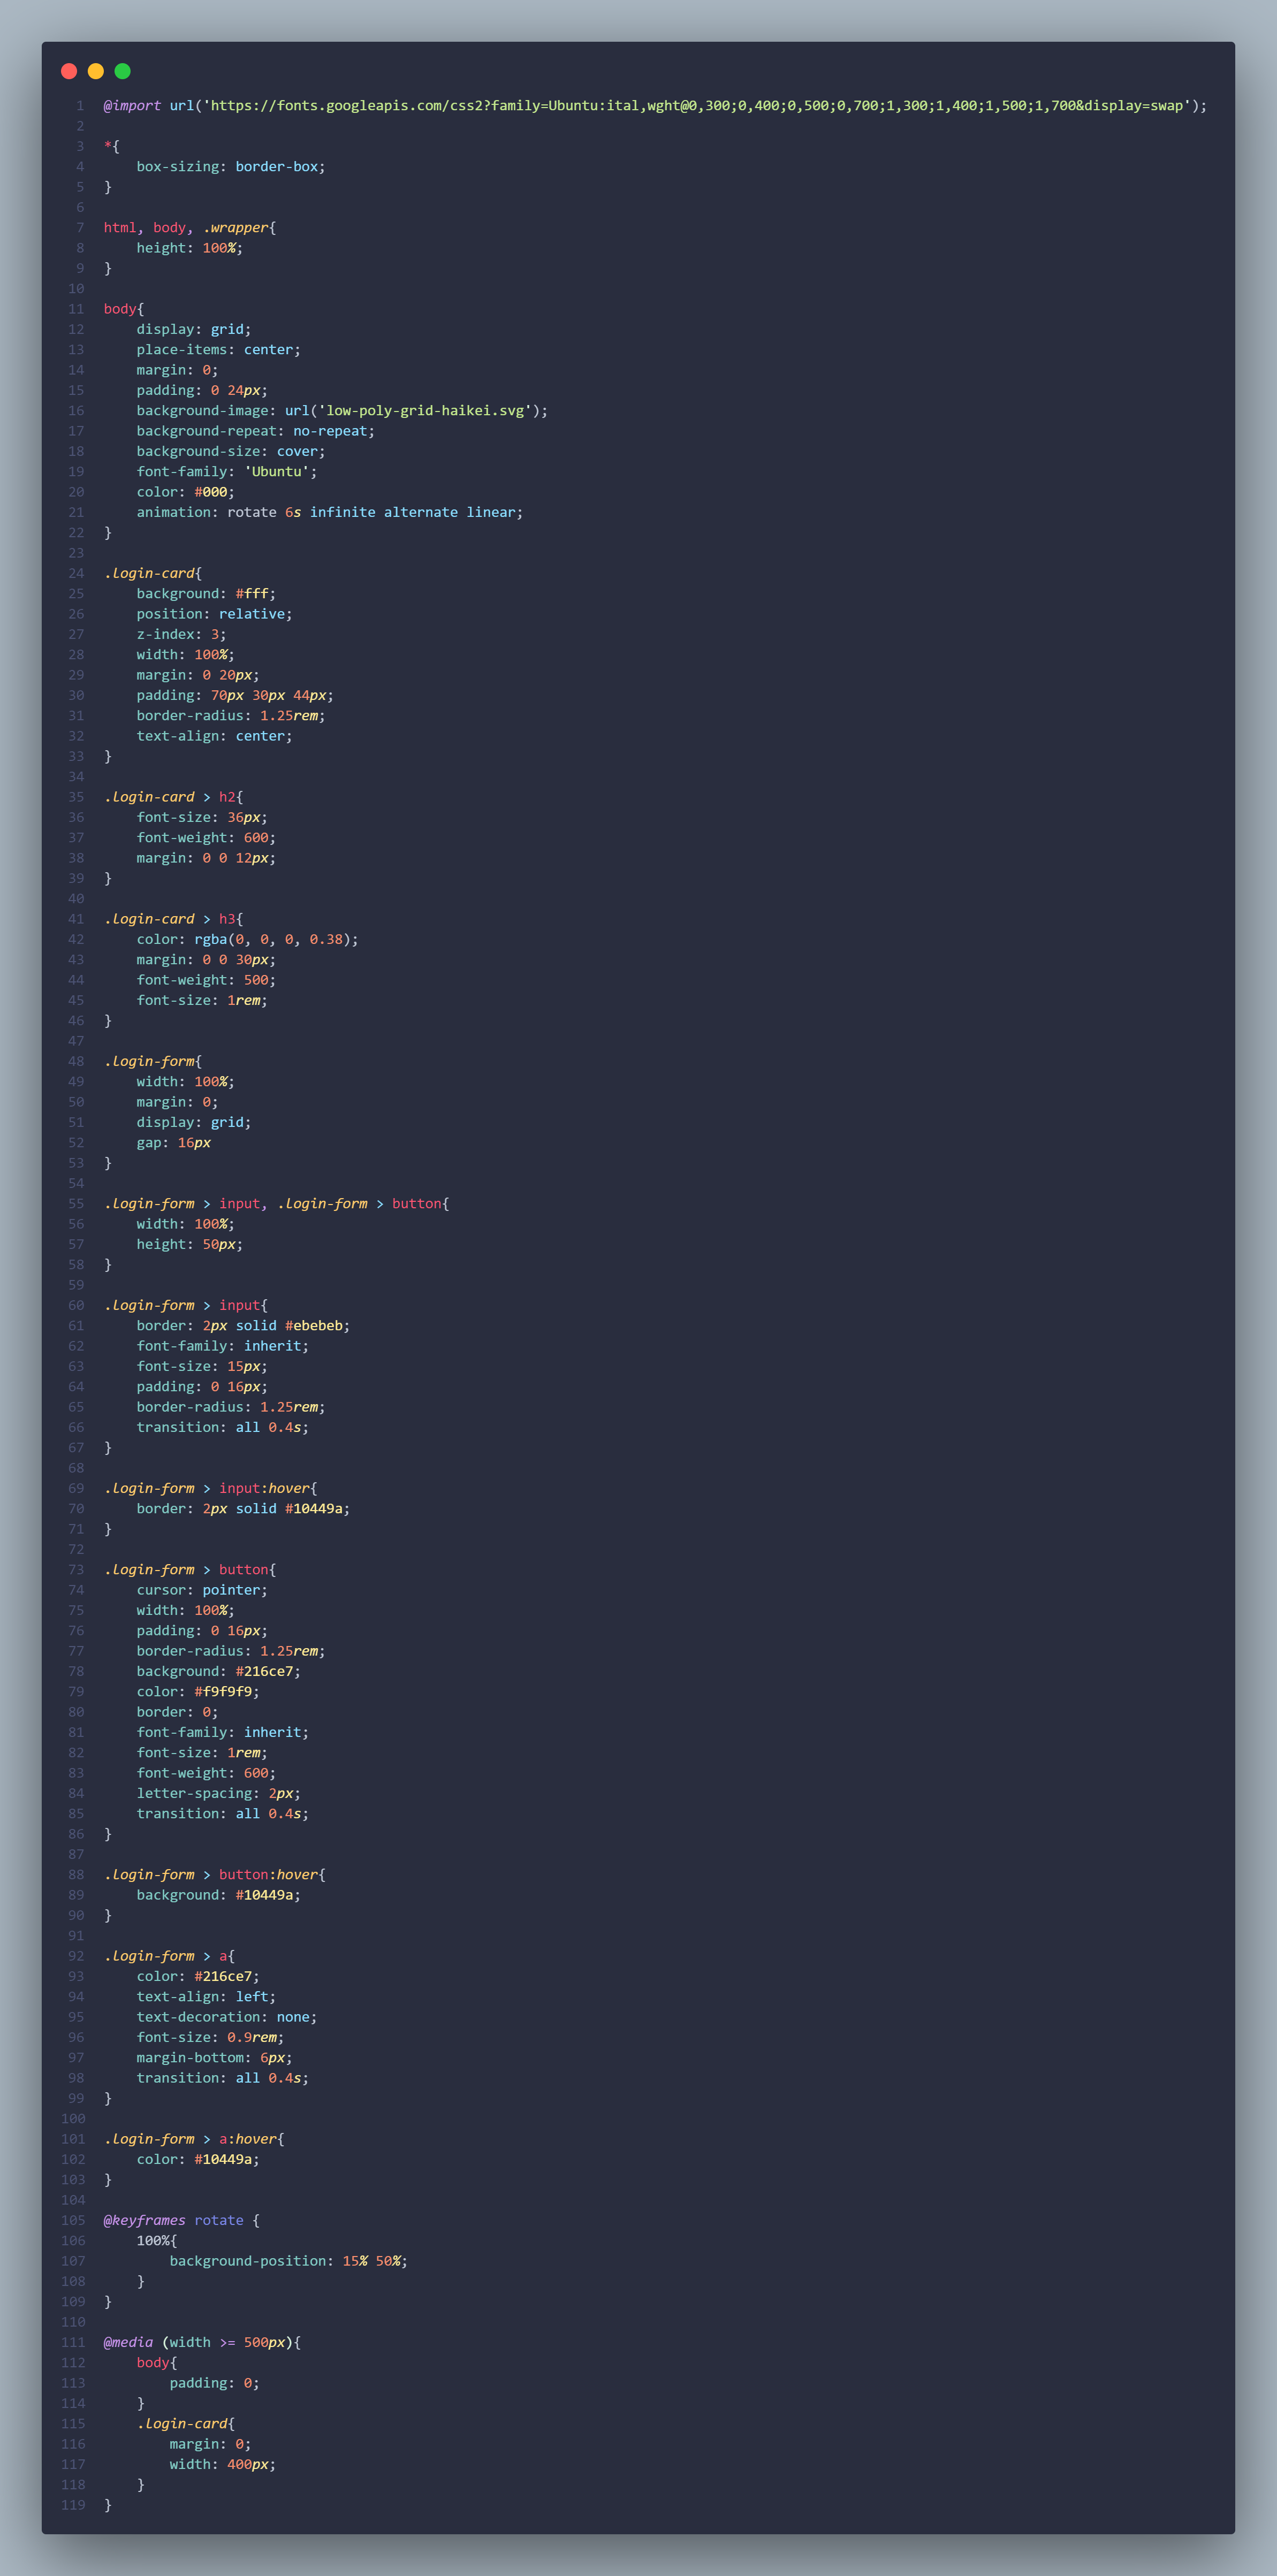 1 @import url('https://fonts.googleapis.com/css2?family=Ubuntu:ital,wght@0,300;0,400;0,500;0,700;1,300;1,400;1,500;1,700&display=swap');
2
3 *{
4     box-sizing: border-box;
5 }
6
7 html, body, .wrapper{
8     height: 100%;
9 }
10
11 body{
12     display: grid;
13     place-items: center;
14     margin: 0;
15     padding: 0 24px;
16     background-image: url('low-poly-grid-haikei.svg');
17     background-repeat: no-repeat;
18     background-size: cover;
19     font-family: 'Ubuntu';
20     color: #000;
21     animation: rotate 6s infinite alternate linear;
22 }
23
24 .login-card{
25     background: #fff;
26     position: relative;
27     z-index: 3;
28     width: 100%;
29     margin: 0 20px;
30     padding: 70px 30px 44px;
31     border-radius: 1.25rem;
32     text-align: center;
33 }
34
35 .login-card > h2{
36     font-size: 36px;
37     font-weight: 600;
38     margin: 0 0 12px;
39 }
40
41 .login-card > h3{
42     color: rgba(0, 0, 0, 0.38);
43     margin: 0 0 30px;
44     font-weight: 500;
45     font-size: 1rem;
46 }
47
48 .login-form{
49     width: 100%;
50     margin: 0;
51     display: grid;
52     gap: 16px
53 }
54
55 .login-form > input, .login-form > button{
56     width: 100%;
57     height: 50px;
58 }
59
60 .login-form > input{
61     border: 2px solid #ebebeb;
62     font-family: inherit;
63     font-size: 15px;
64     padding: 0 16px;
65     border-radius: 1.25rem;
66     transition: all 0.4s;
67 }
68
69 .login-form > input:hover{
70     border: 2px solid #10449a;
71 }
72
73 .login-form > button{
74     cursor: pointer;
75     width: 100%;
76     padding: 0 16px;
77     border-radius: 1.25rem;
78     background: #216ce7;
79     color: #f9f9f9;
80     border: 0;
81     font-family: inherit;
82     font-size: 1rem;
83     font-weight: 600;
84     letter-spacing: 2px;
85     transition: all 0.4s;
86 }
87
88 .login-form > button:hover{
89     background: #10449a;
90 }
91
92 .login-form > a{
93     color: #216ce7;
94     text-align: left;
95     text-decoration: none;
96     font-size: 0.9rem;
97     margin-bottom: 6px;
98     transition: all 0.4s;
99 }
100
101 .login-form > a:hover{
102     color: #10449a;
103 }
104
105 @keyframes rotate {
106     100%{
107         background-position: 15% 50%;
108     }
109 }
110
111 @media (width >= 500px){
112     body{
113         padding: 0;
114     }
115     .login-card{
116         margin: 0;
117         width: 400px;
118     }
119 }